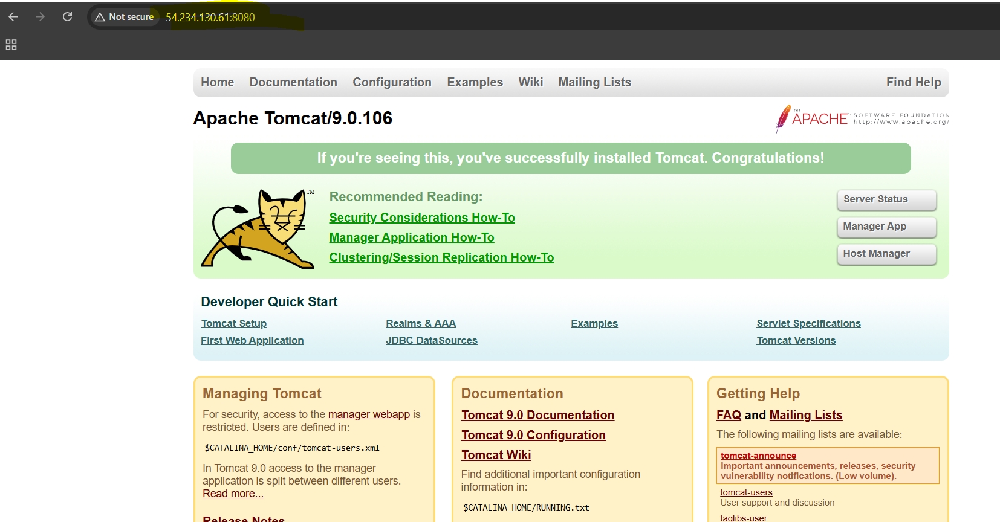 Not secure 54.234.130.61:8080
Home Documentation Configuration Examples Wiki Mailing Lists Find Help
Apache Tomcat/9.0.106
THE APACHE SOFTWARE FOUNDATION
http://www.apache.org/
If you're seeing this, you've successfully installed Tomcat. Congratulations!
TM
Recommended Reading:
Security Considerations How-To
Manager Application How-To
Clustering/Session Replication How-To
Server Status
Manager App
Host Manager
Developer Quick Start
Tomcat Setup
First Web Application
Realms & AAA
JDBC DataSources
Examples
Servlet Specifications
Tomcat Versions
Managing Tomcat
For security, access to the manager webapp is
restricted. Users are defined in:
$CATALINA_HOME/conf/tomcat-users.xml
In Tomcat 9.0 access to the manager
application is split between different users.
Read more...
Release Notes
Documentation
Tomcat 9.0 Documentation
Tomcat 9.0 Configuration
Tomcat Wiki
Find additional important configuration
information in:
$CATALINA_HOME/RUNNING.txt
Getting Help
FAQ and Mailing Lists
The following mailing lists are available:
tomcat-announce
Important announcements, releases, security
vulnerability notifications. (Low volume).
tomcat-users
User support and discussion
taglibs-user